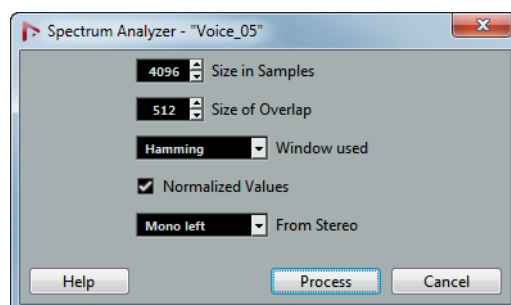 Spectrum Analyzer - "Voice_05"
4096 Size in Samples
512 Size of Overlap
Hamming Window used
Normalized Values
Mono left From Stereo
Help Process Cancel